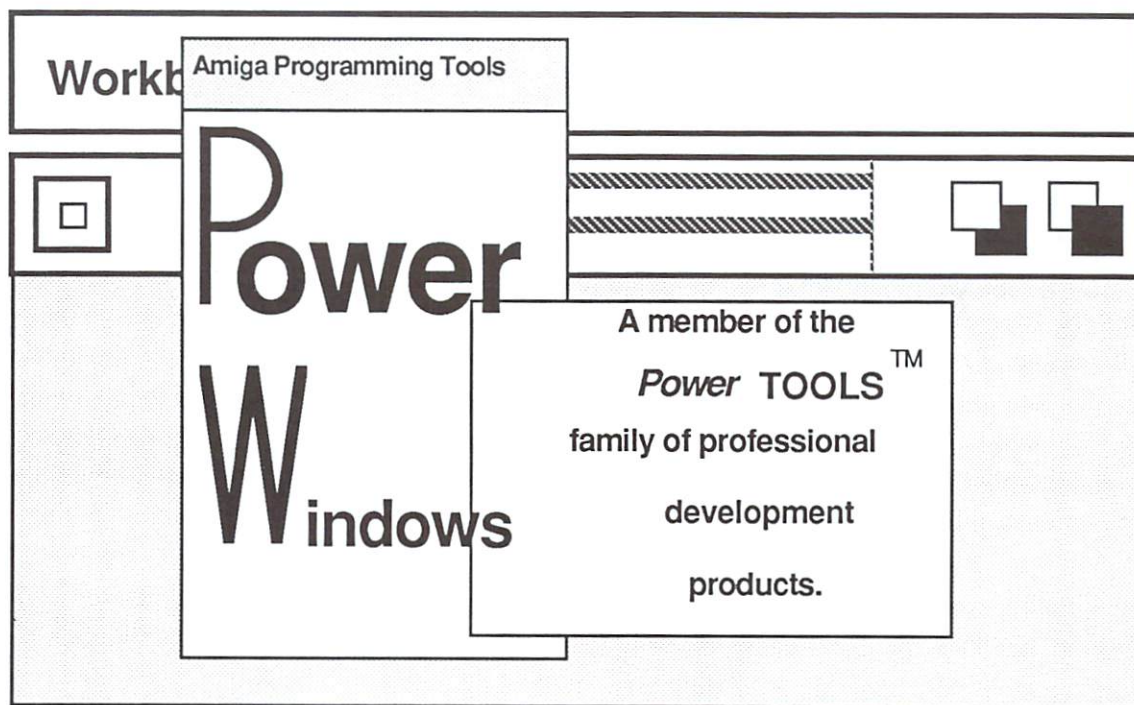 Workb
Amiga Programming Tools
Power
Windows
A member of the
Power TOOLS™
family of professional
development
products.